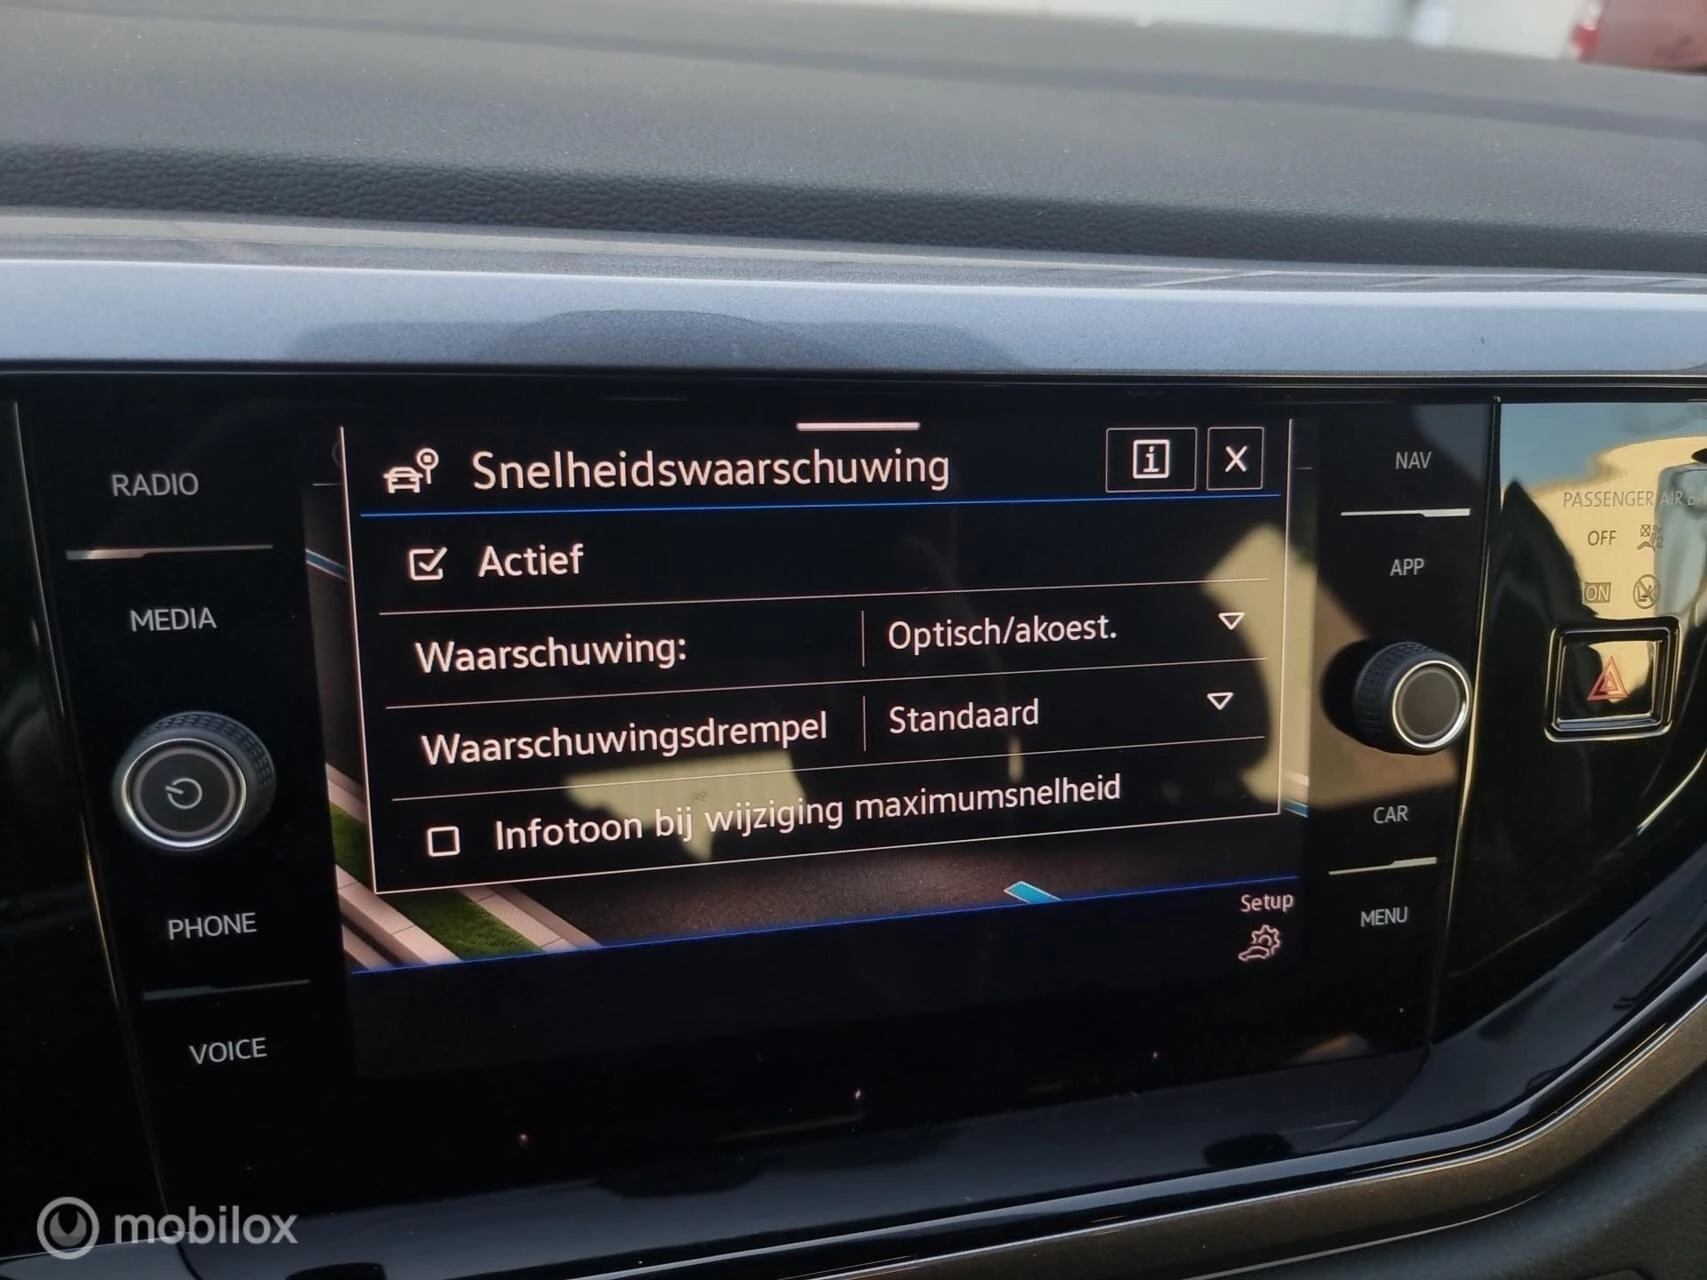 RADIO
MEDIA
PHONE
VOICE
Snelheidswaarschuwing
i X
Actief
Waarschuwing: Optisch/akoest.
Waarschuwingsdrempel Standaard
Infotoon bij wijziging maximumsnelheid
Setup
NAV
APP
CAR
MENU
PASSENGER AIR B
OFF
ON
mobilox